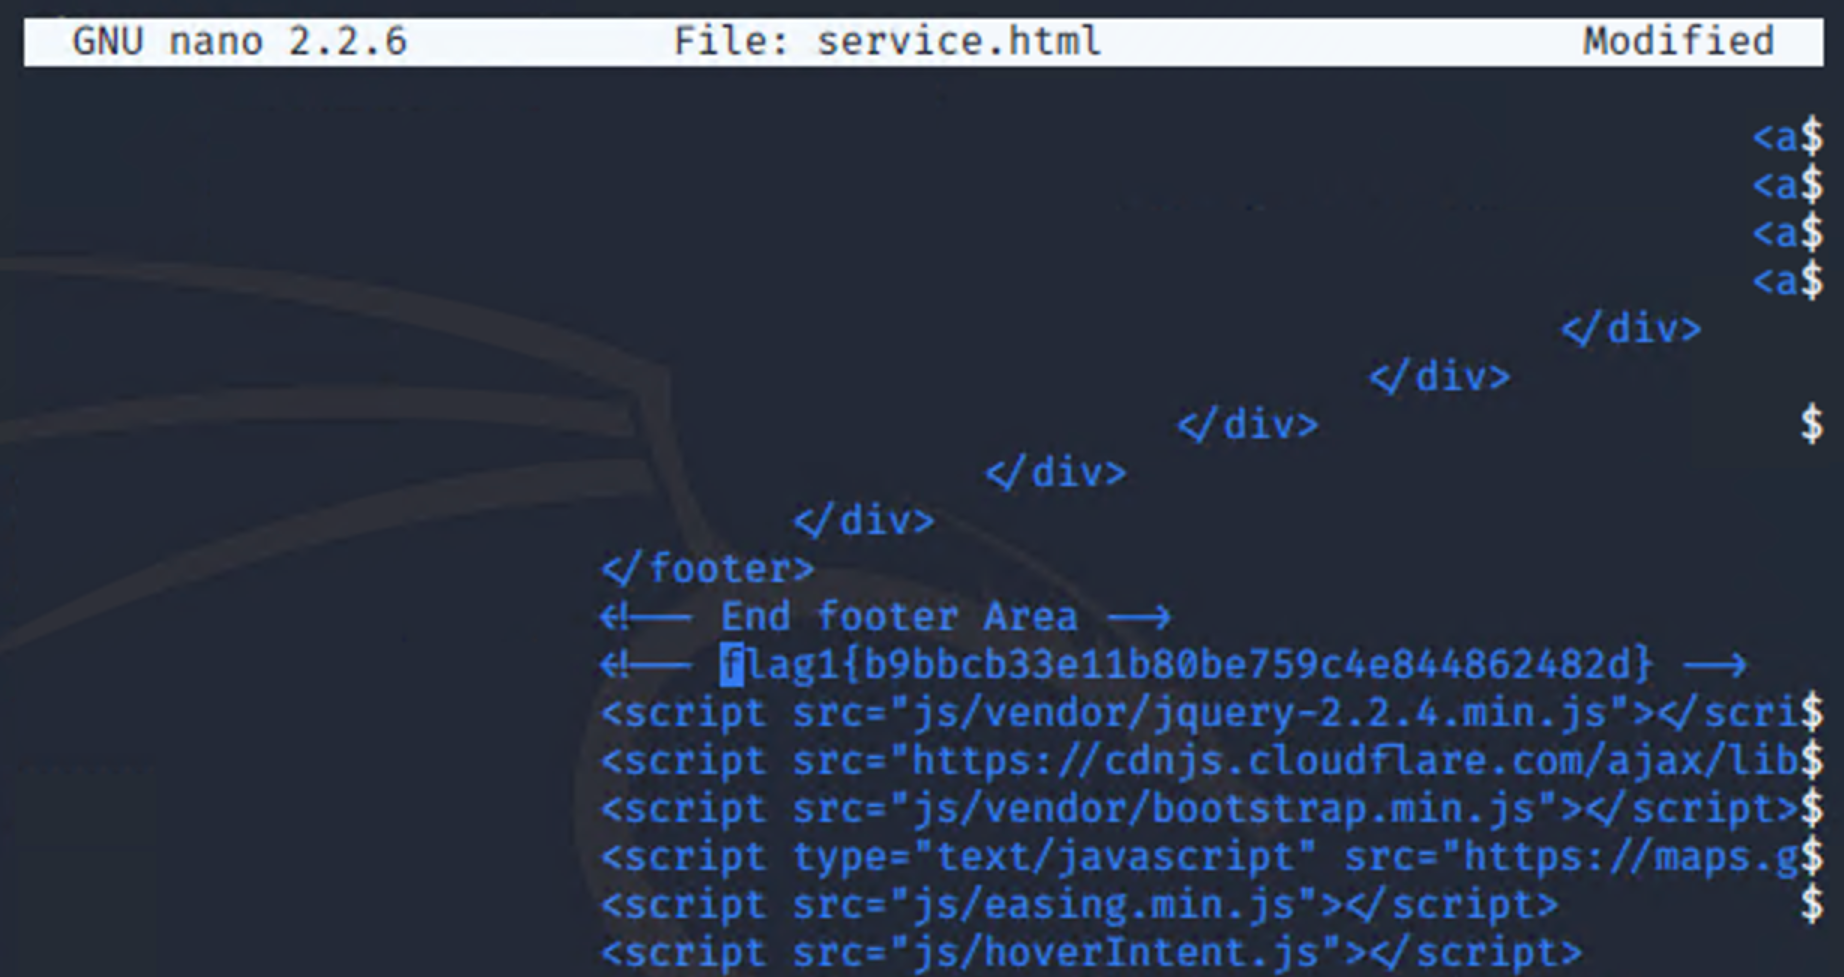 GNU nano 2.2.6 File: service.html Modified
<a$
<a$
<a$
<a$
</div>
</div>
</div> $
</div>
</div>
</footer>
<!-- End footer Area -->
<!-- flag1{b9bbcb33e11b80be759c4e844862482d} -->
<script src="js/vendor/jquery-2.2.4.min.js"></scri$
<script src="https://cdnjs.cloudflare.com/ajax/lib$
<script src="js/vendor/bootstrap.min.js"></script>$
<script type="text/javascript" src="https://maps.g$
<script src="js/easing.min.js"></script> $
<script src="js/hoverIntent.js"></script>